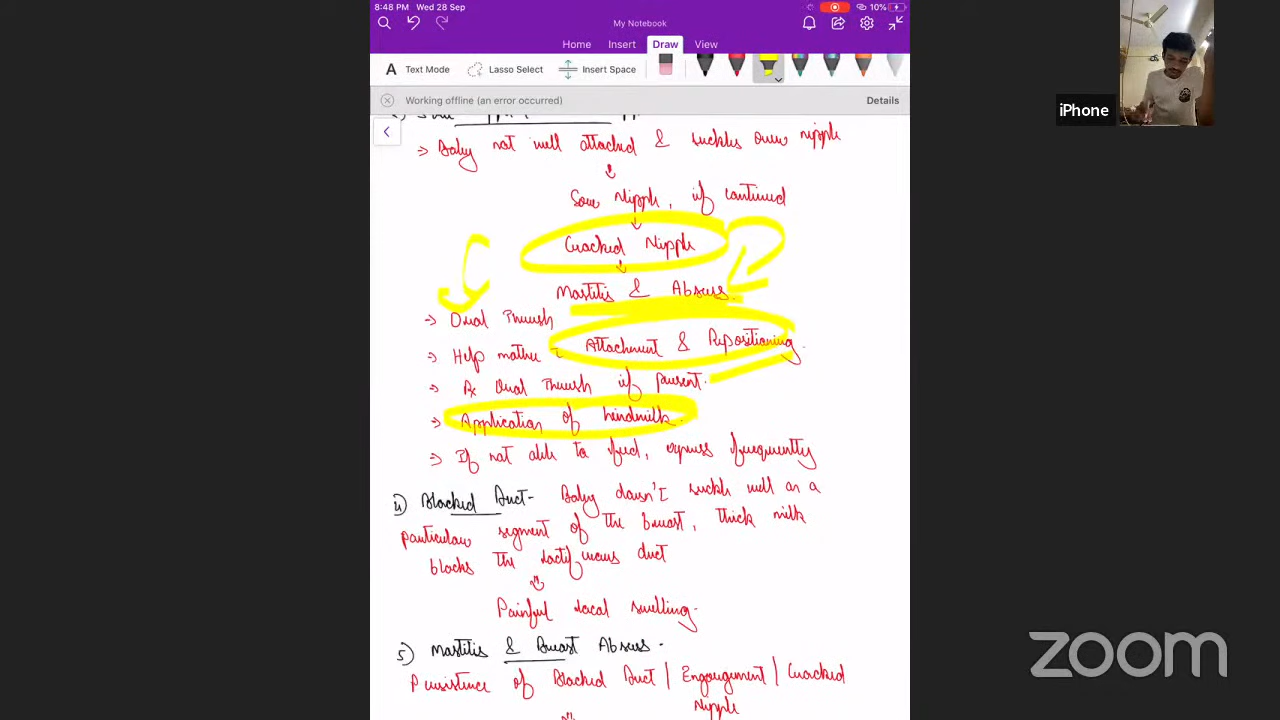 8:48 PM Wed 28 Sep
10%
My Notebook
Home Insert Draw View
A Text Mode Lasso Select Insert Space
Working offline (an error occurred) Details
iPhone
→ Baby not well attached & suckles over nipple
↓
Sore Nipple, if continued
↓
Cracked Nipple
↓
Mastitis & Abscess.
→ Oral Thrush
→ Help mother - Attachment & Repositioning.
→ Rx Oral Thrush if present.
→ Application of hindmilk.
→ If not able to feed, express frequently
4) Blocked Duct- Baby doesn't suckle well on a
particular segment of the breast, thick milk
blocks the lactiferous duct
↓
Painful local swelling.
5) Mastitis & Breast Abscess -
Persistence of Blocked Duct | Engorgement | Cracked
Nipple
zoom